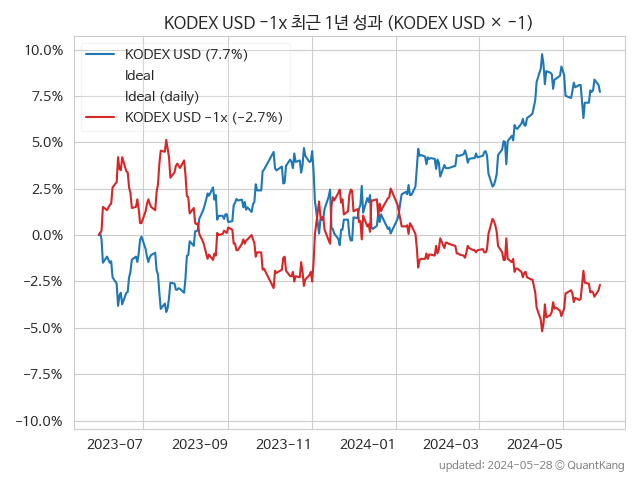 KODEX USD −1x 최근 1년 성과 (KODEX USD × −1)
10.0%
7.5%
5.0%
2.5%
0.0%
−2.5%
−5.0%
−7.5%
−10.0%
KODEX USD (7.7%)
Ideal
Ideal (daily)
KODEX USD −1x (−2.7%)
2023-07 2023-09 2023-11 2024-01 2024-03 2024-05
updated: 2024-05-28 © QuantKang